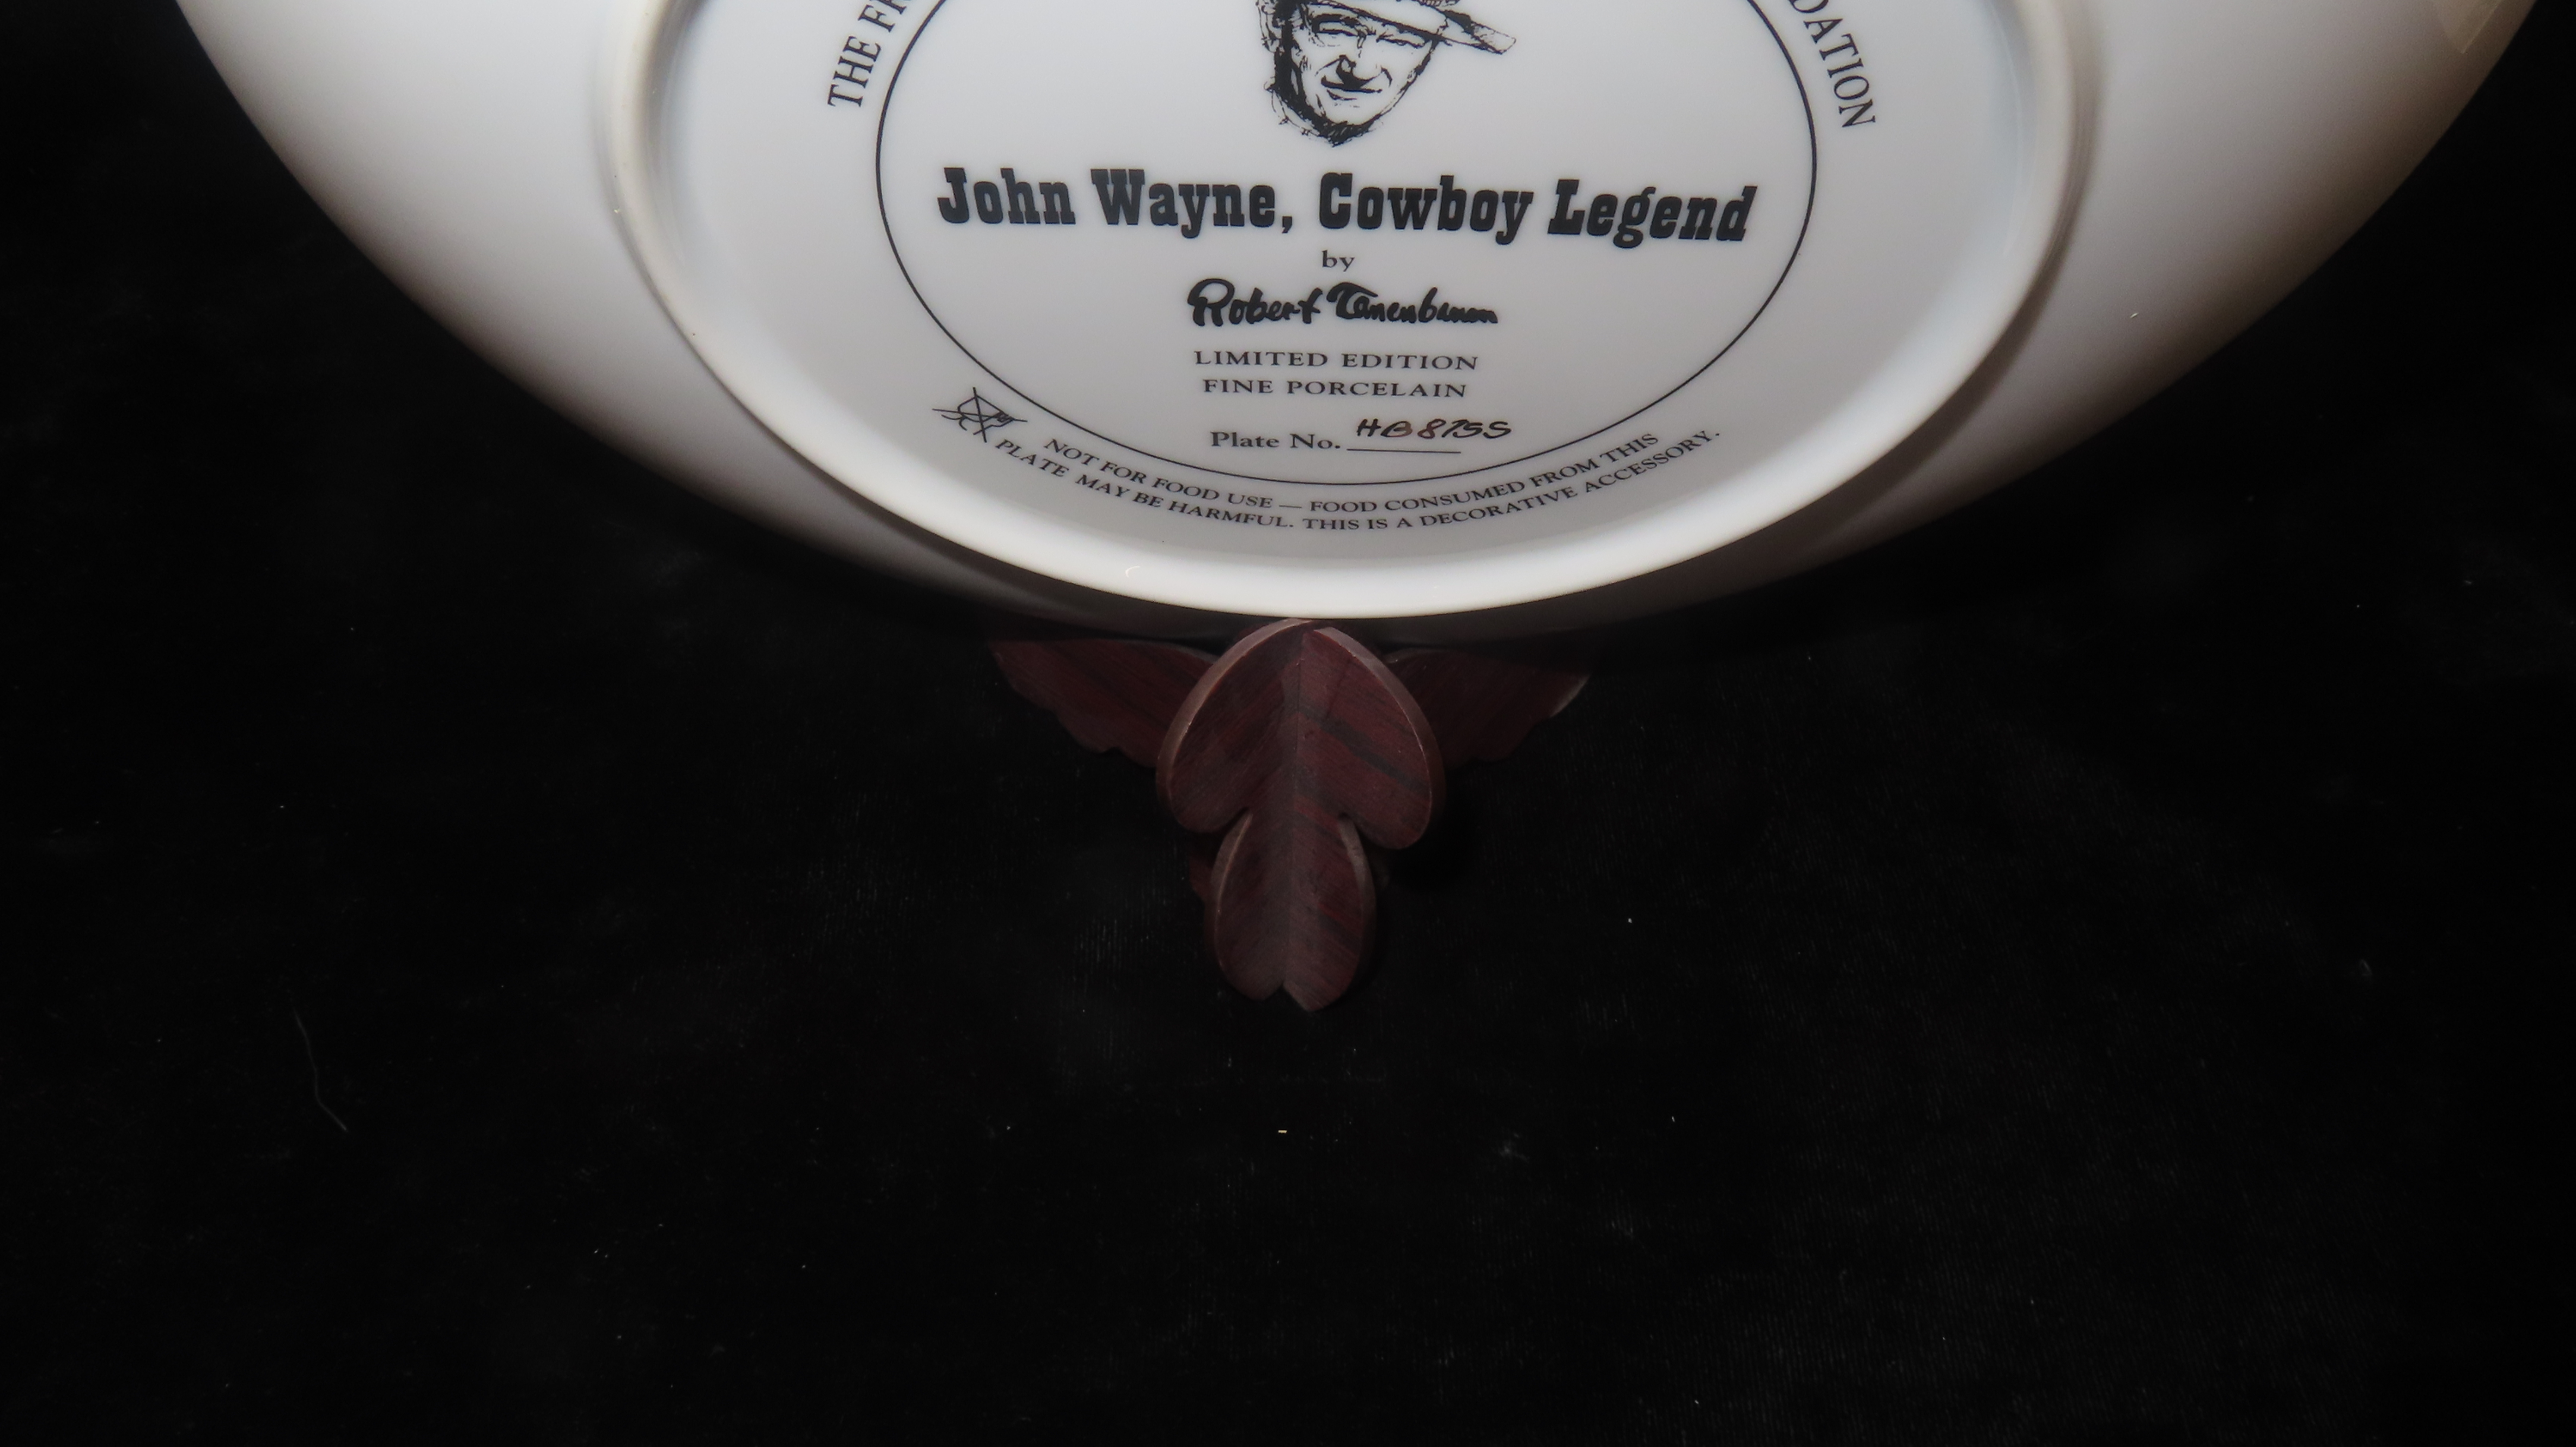 THE FR
DATION
John Wayne, Cowboy Legend
by
Robert Tanenbaum
LIMITED EDITION
FINE PORCELAIN
Plate No. HB8755
NOT FOR FOOD USE — FOOD CONSUMED FROM THIS
PLATE MAY BE HARMFUL. THIS IS A DECORATIVE ACCESSORY.